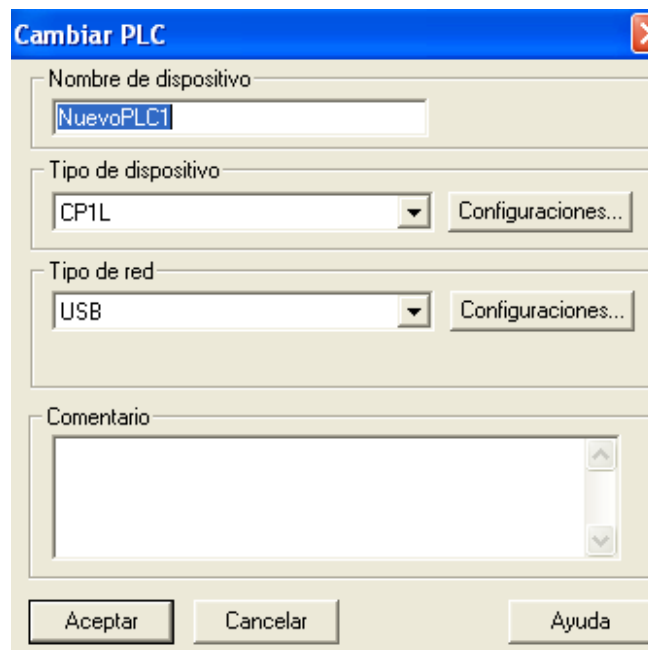 Cambiar PLC
Nombre de dispositivo
NuevoPLC1
Tipo de dispositivo
CP1L
Configuraciones...
Tipo de red
USB
Configuraciones...
Comentario
Aceptar
Cancelar
Ayuda